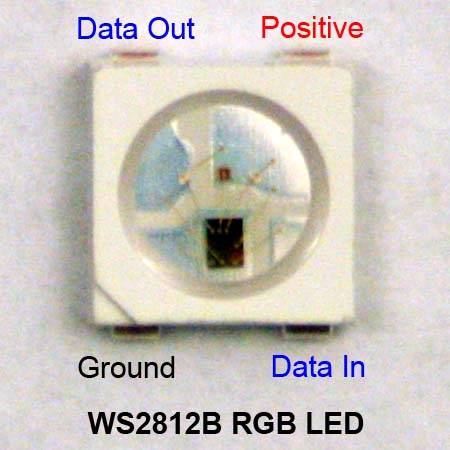 Data Out Positive
Ground Data In
WS2812B RGB LED